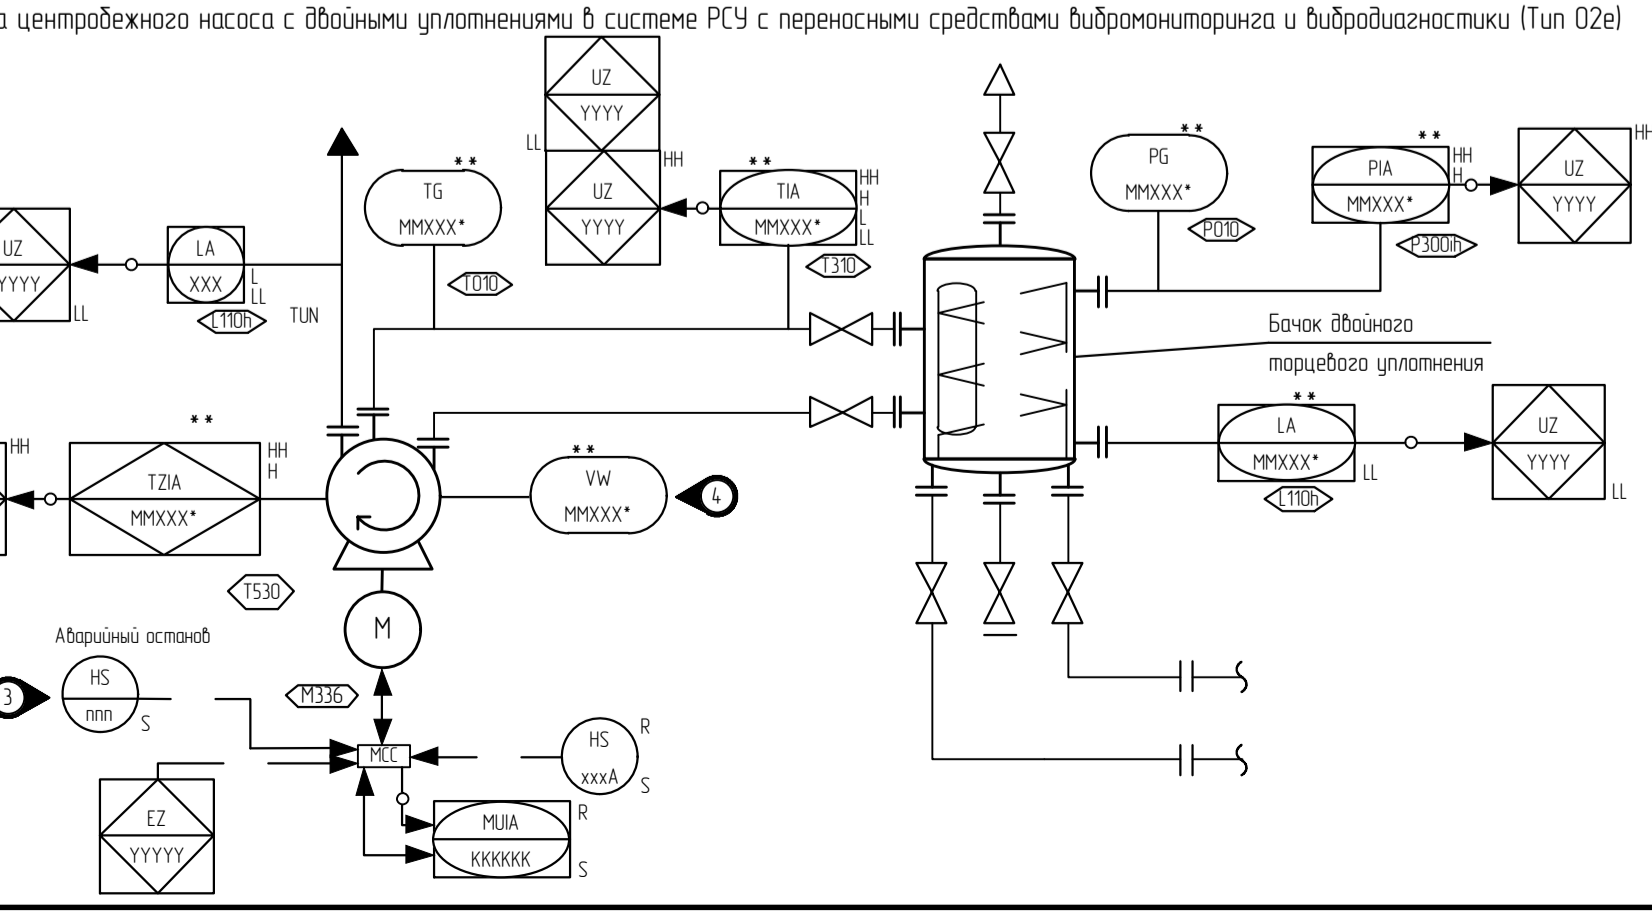 а центробежного насоса с двойными уплотнениями в системе РСУ с переносными средствами вибромониторинга и вибродиагностики (Тип 02е)
UZ
YYYY
LL
UZ
YYYY
HH
**
TIA
MMXXX*
HH
H
L
LL
T310
**
TG
MMXXX*
T010
**
PG
MMXXX*
P010
**
PIA
MMXXX*
HH
H
P300ih
UZ
YYYY
HH
UZ
YYYY
LL
LA
XXX
L
LL
L110h
TUN
Бачок двойного
торцевого уплотнения
**
LA
MMXXX*
LL
L110h
UZ
YYYY
LL
HH
**
TZIA
MMXXX*
HH
H
T530
**
VW
MMXXX*
4
M
Аварийный останов
3
HS
nnn
S
M336
MCC
HS
xxxA
R
S
EZ
YYYYY
MUIA
KKKKKK
R
S